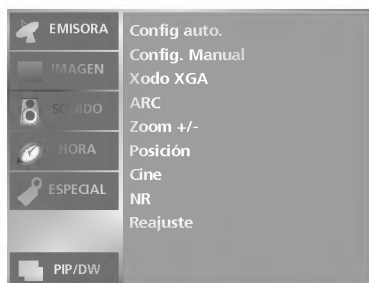 EMISORA
IMAGEN
SONIDO
HORA
ESPECIAL
PIP/DW
Config auto.
Config. Manual
Xodo XGA
ARC
Zoom +/-
Posición
Cine
NR
Reajuste